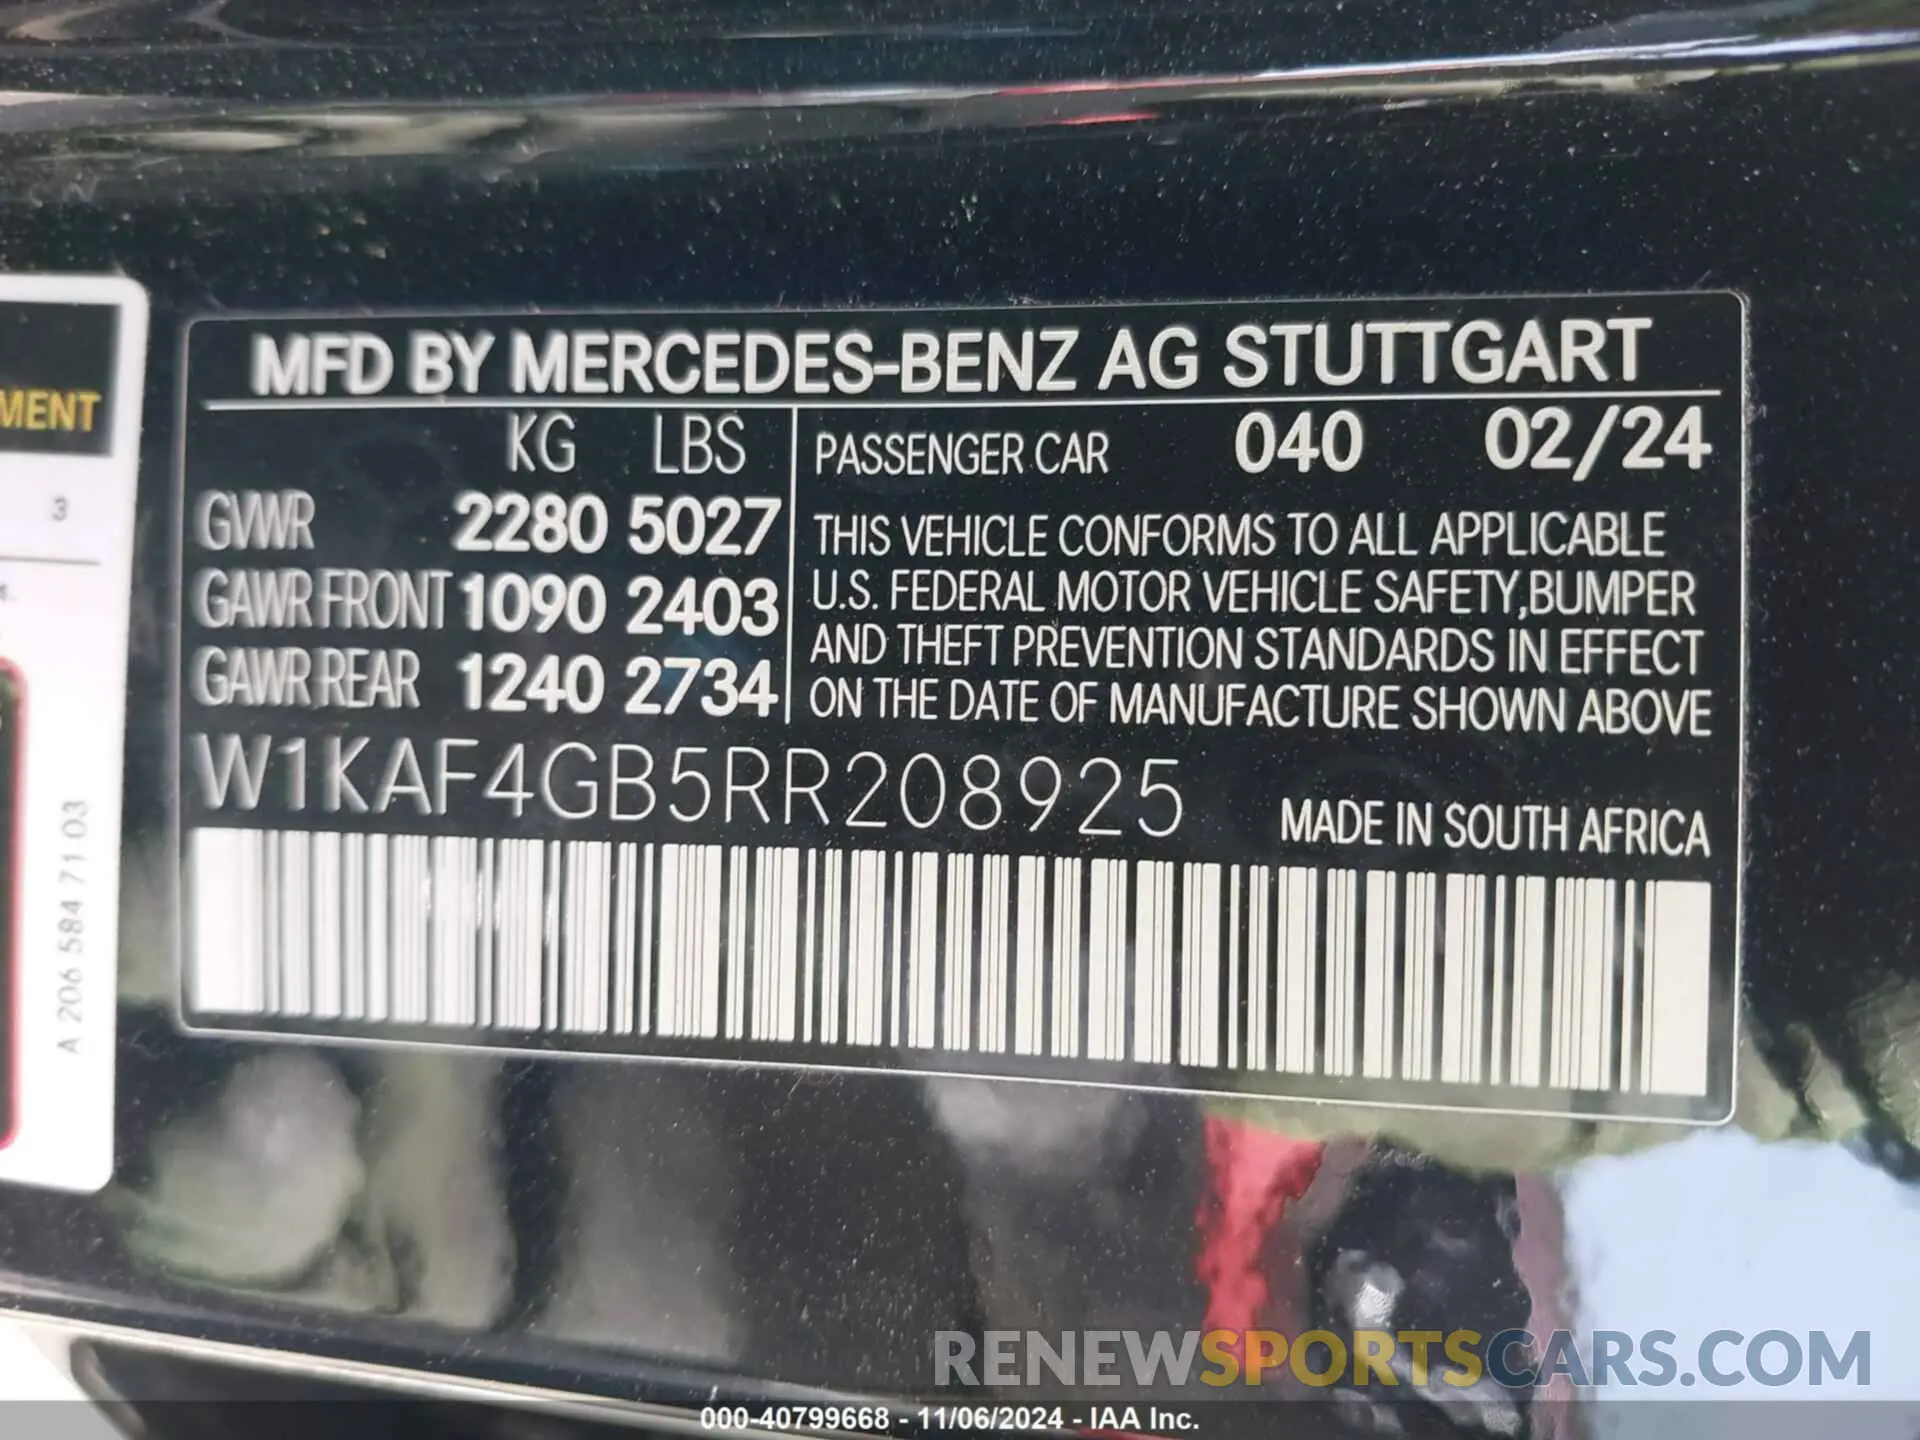 MFD BY MERCEDES-BENZ AG STUTTGART
KG LBS
GVWR 2280 5027
GAWR FRONT 1090 2403
GAWR REAR 1240 2734
PASSENGER CAR 040 02/24
THIS VEHICLE CONFORMS TO ALL APPLICABLE
U.S. FEDERAL MOTOR VEHICLE SAFETY,BUMPER
AND THEFT PREVENTION STANDARDS IN EFFECT
ON THE DATE OF MANUFACTURE SHOWN ABOVE
W1KAF4GB5RR208925
MADE IN SOUTH AFRICA
MENT
3
A 206 584 71 03
RENEWSPORTSCARS.COM
000-40799668 - 11/06/2024 - IAA Inc.